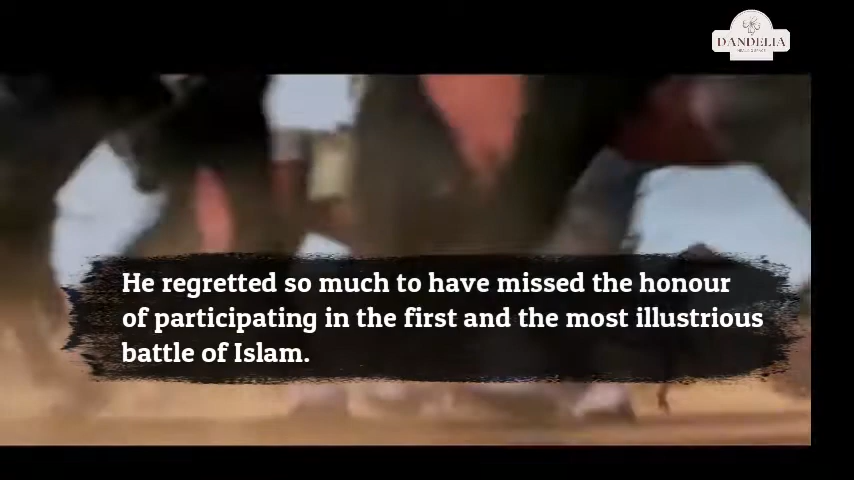 DANDELIA
He regretted so much to have missed the honour
of participating in the first and the most illustrious
battle of Islam.